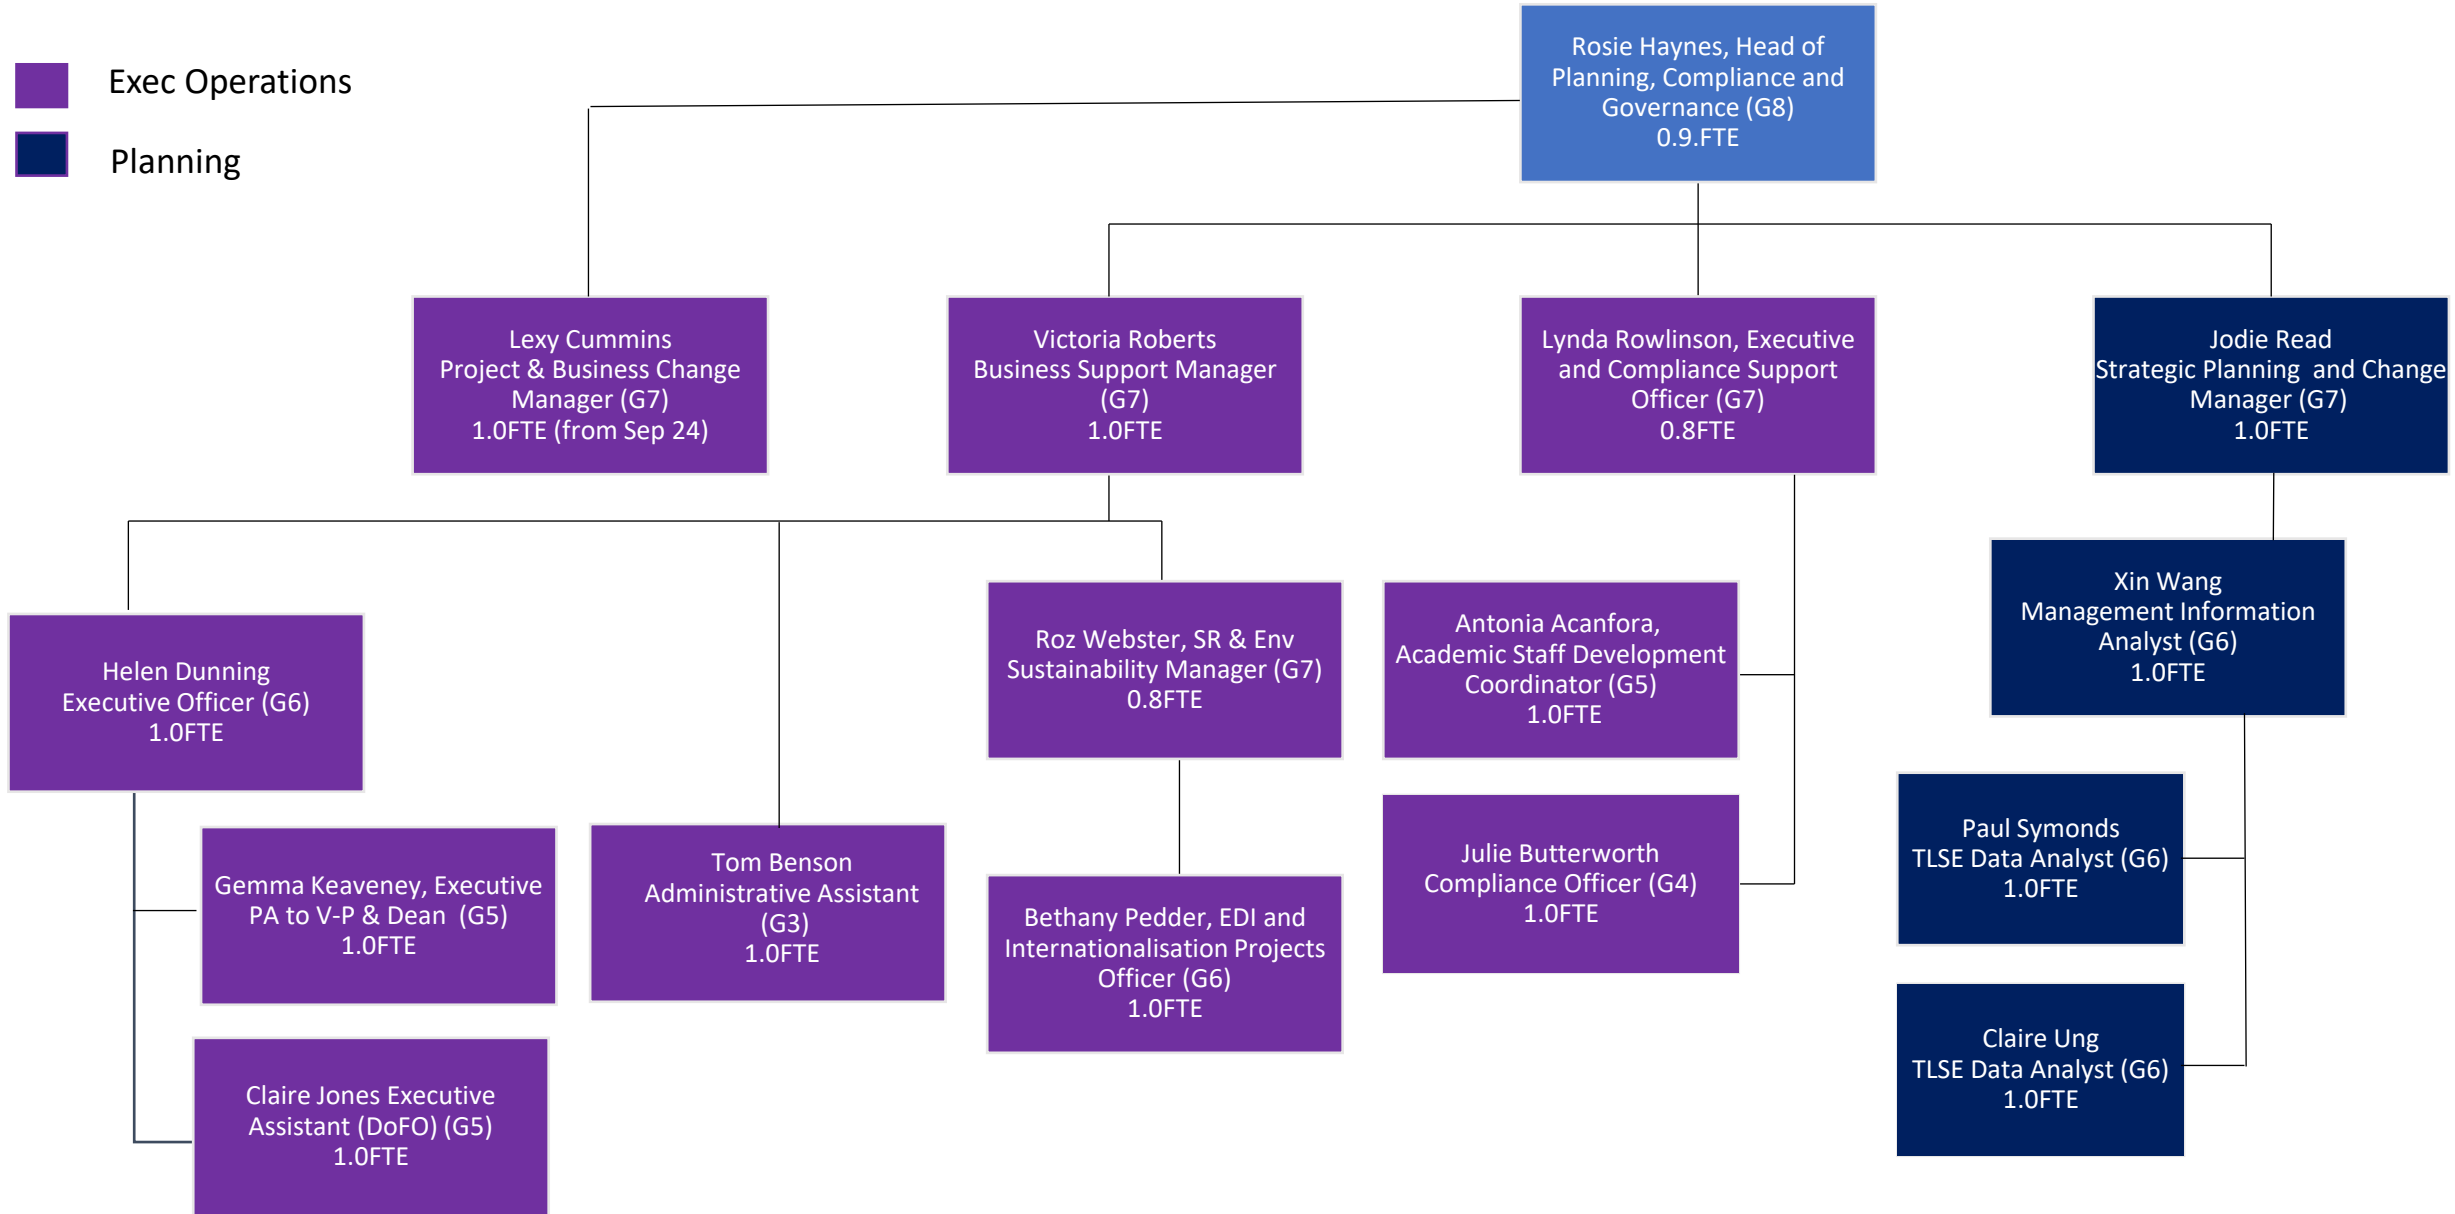 Exec Operations
Planning
Rosie Haynes, Head of
Planning, Compliance and
Governance (G8)
0.9.FTE
Lexy Cummins
Project & Business Change
Manager (G7)
1.0FTE (from Sep 24)
Victoria Roberts
Business Support Manager
(G7)
1.0FTE
Lynda Rowlinson, Executive
and Compliance Support
Officer (G7)
0.8FTE
Jodie Read
Strategic Planning  and Change
Manager (G7)
1.0FTE
Helen Dunning
Executive Officer (G6)
1.0FTE
Roz Webster, SR & Env
Sustainability Manager (G7)
0.8FTE
Antonia Acanfora,
Academic Staff Development
Coordinator (G5)
1.0FTE
Xin Wang
Management Information
Analyst (G6)
1.0FTE
Gemma Keaveney, Executive
PA to V-P & Dean  (G5)
1.0FTE
Tom Benson
Administrative Assistant
(G3)
1.0FTE
Bethany Pedder, EDI and
Internationalisation Projects
Officer (G6)
1.0FTE
Julie Butterworth
Compliance Officer (G4)
1.0FTE
Paul Symonds
TLSE Data Analyst (G6)
1.0FTE
Claire Jones Executive
Assistant (DoFO) (G5)
1.0FTE
Claire Ung
TLSE Data Analyst (G6)
1.0FTE